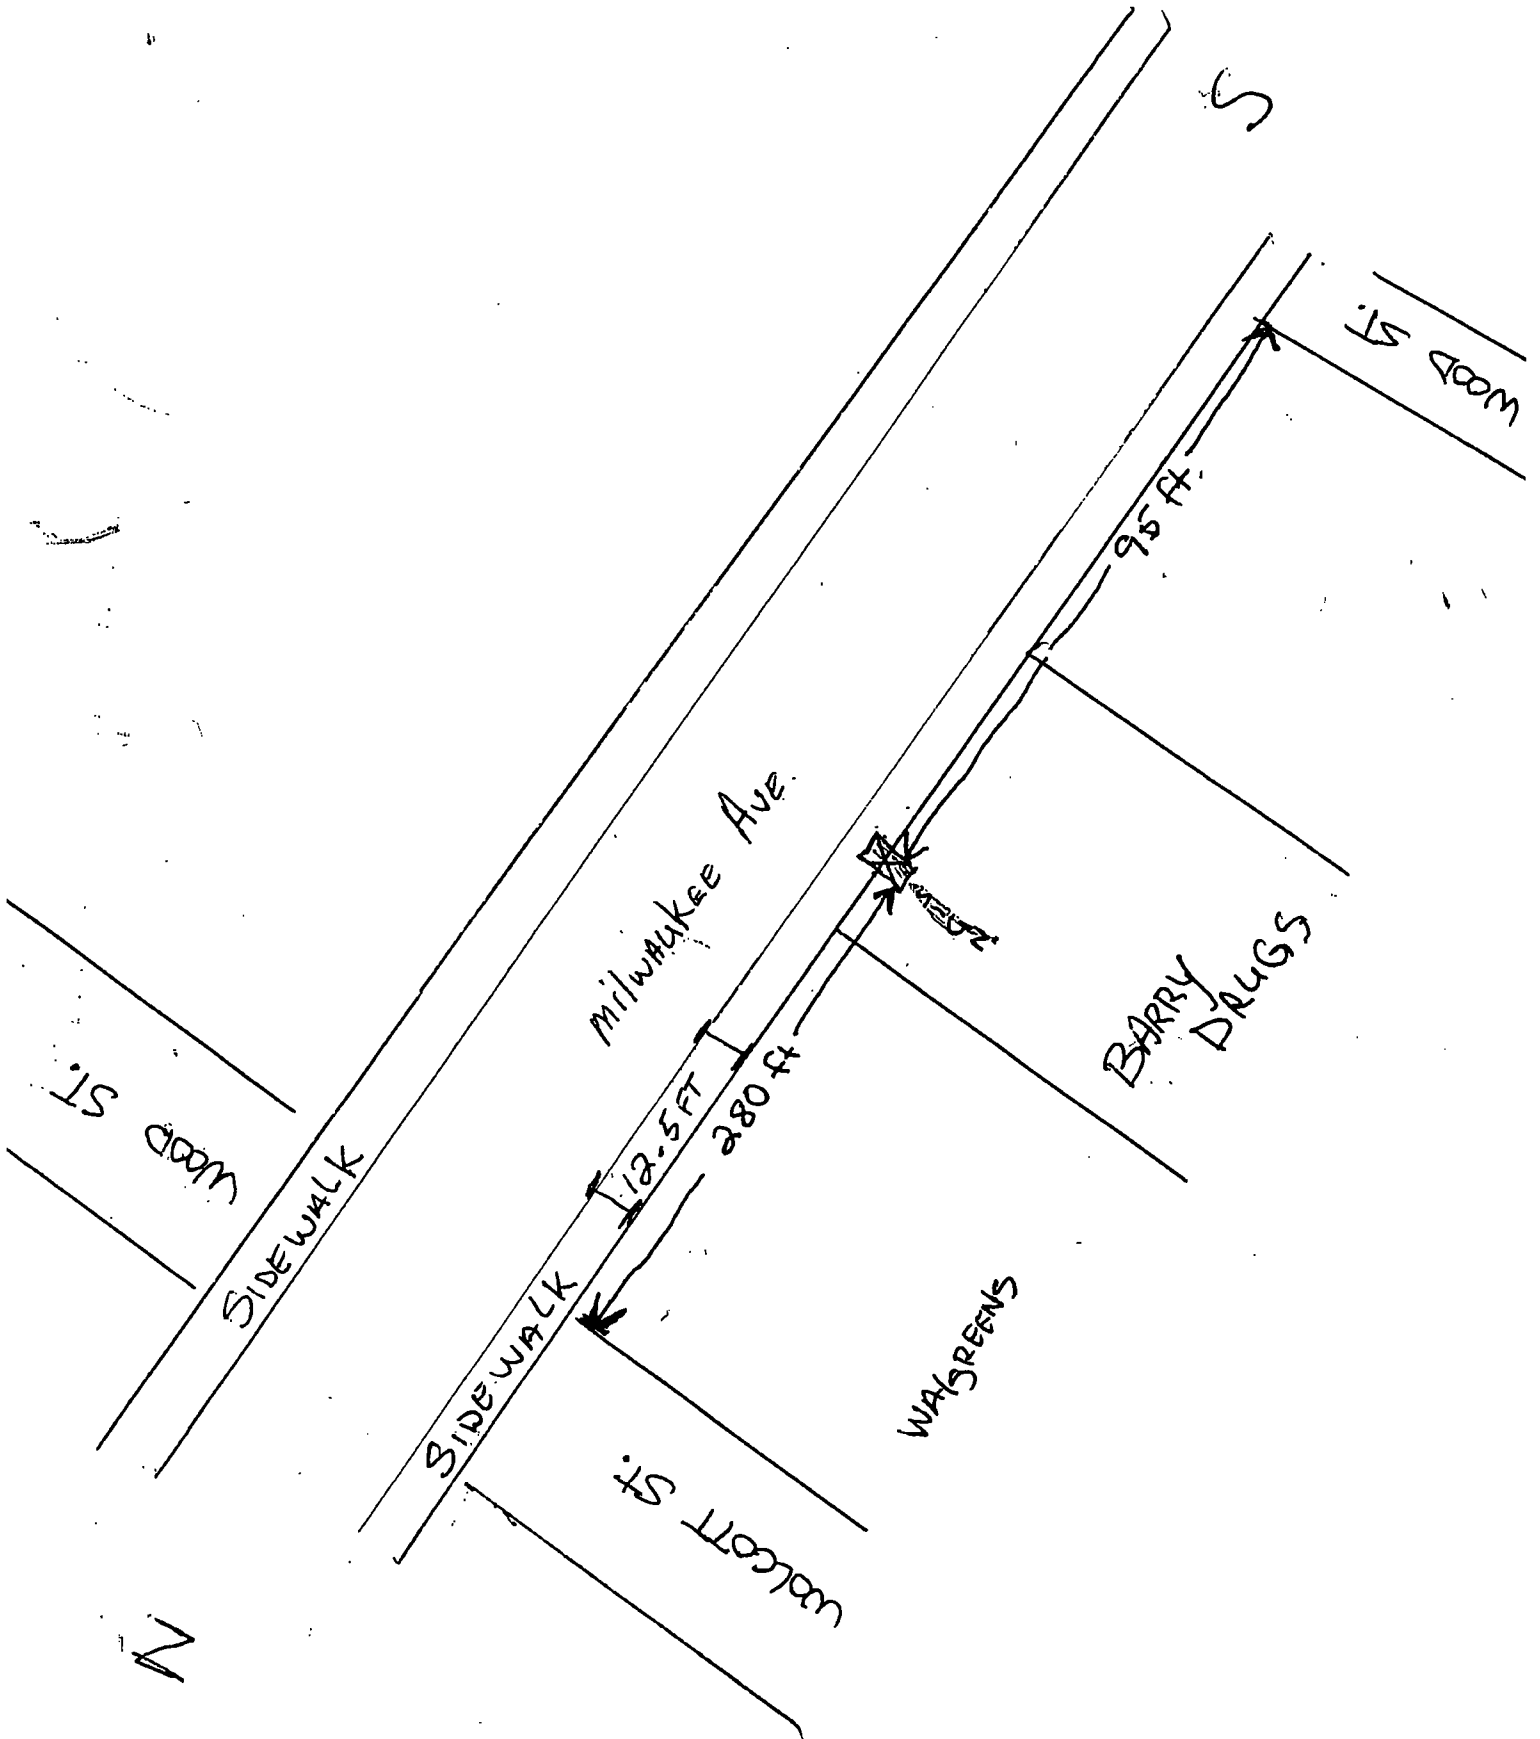 S
WOOD ST.
95 ft.
Milwaukee Ave.
BARRY
DRUGS
WOOD ST.
SIDEWALK
12.5 FT
280 ft
SIDEWALK
WAlgREENS
WOLCOTT St.
N